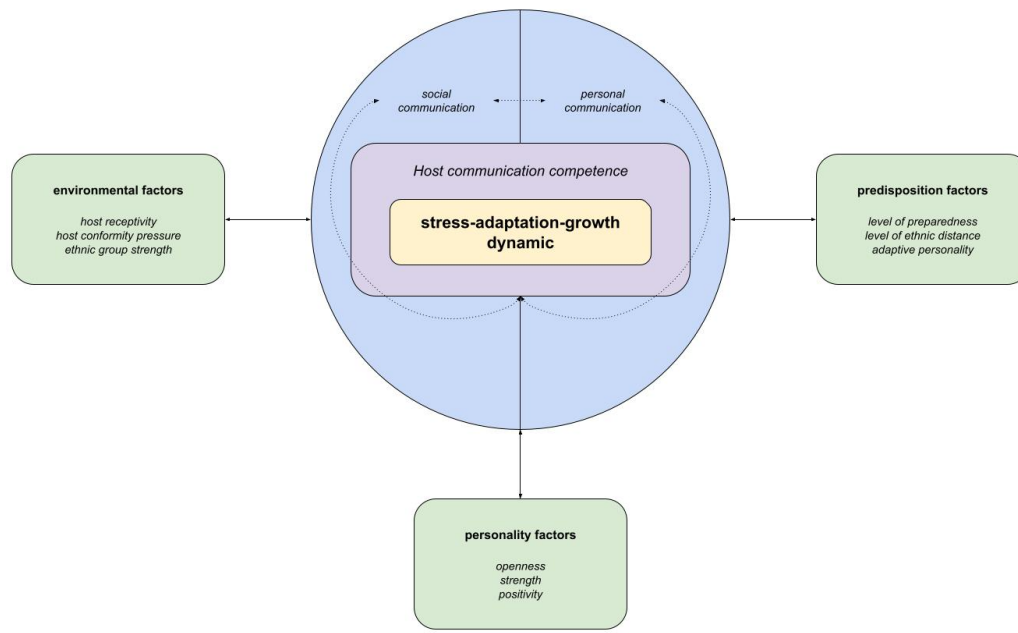 social
communication
personal
communication
Host communication competence
stress-adaptation-growth
dynamic
environmental factors
host receptivity
host conformity pressure
ethnic group strength
predisposition factors
level of preparedness
level of ethnic distance
adaptive personality
personality factors
openness
strength
positivity